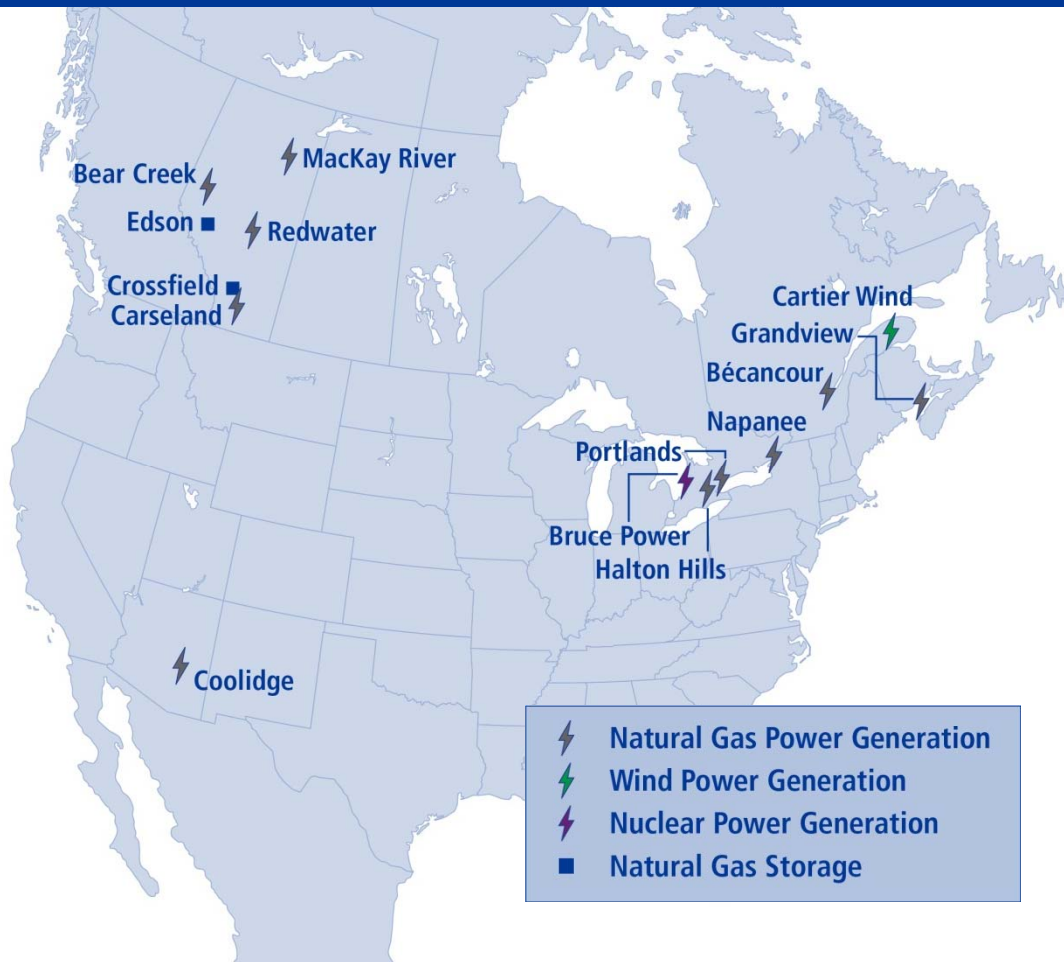 MacKay River
Bear Creek
Edson
Redwater
Crossfield
Carseland
Cartier Wind
Grandview
Bécancour
Napanee
Portlands
Bruce Power
Halton Hills
Coolidge
Natural Gas Power Generation
Wind Power Generation
Nuclear Power Generation
Natural Gas Storage